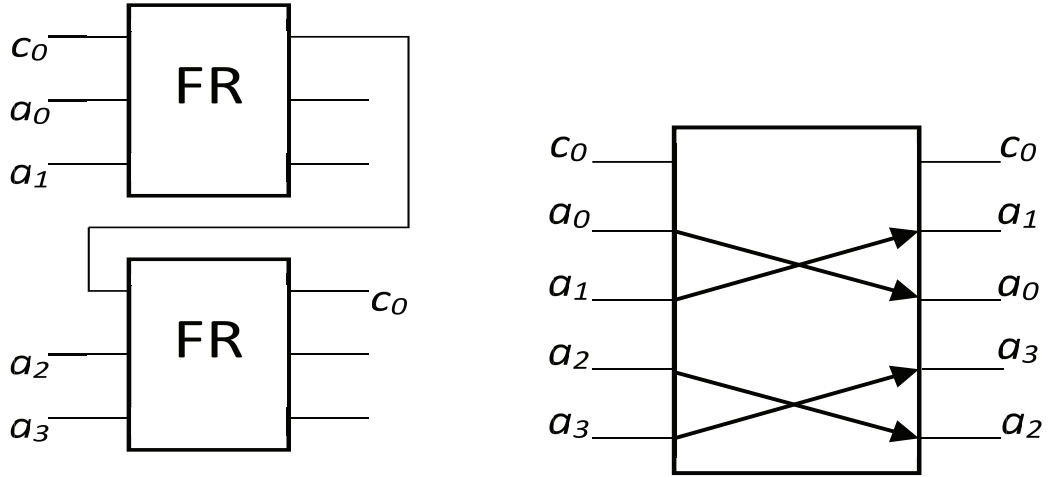 c₀
FR
a₀
a₁
FR
c₀
a₂
a₃
c₀
c₀
a₀
a₁
a₁
a₀
a₂
a₃
a₃
a₂